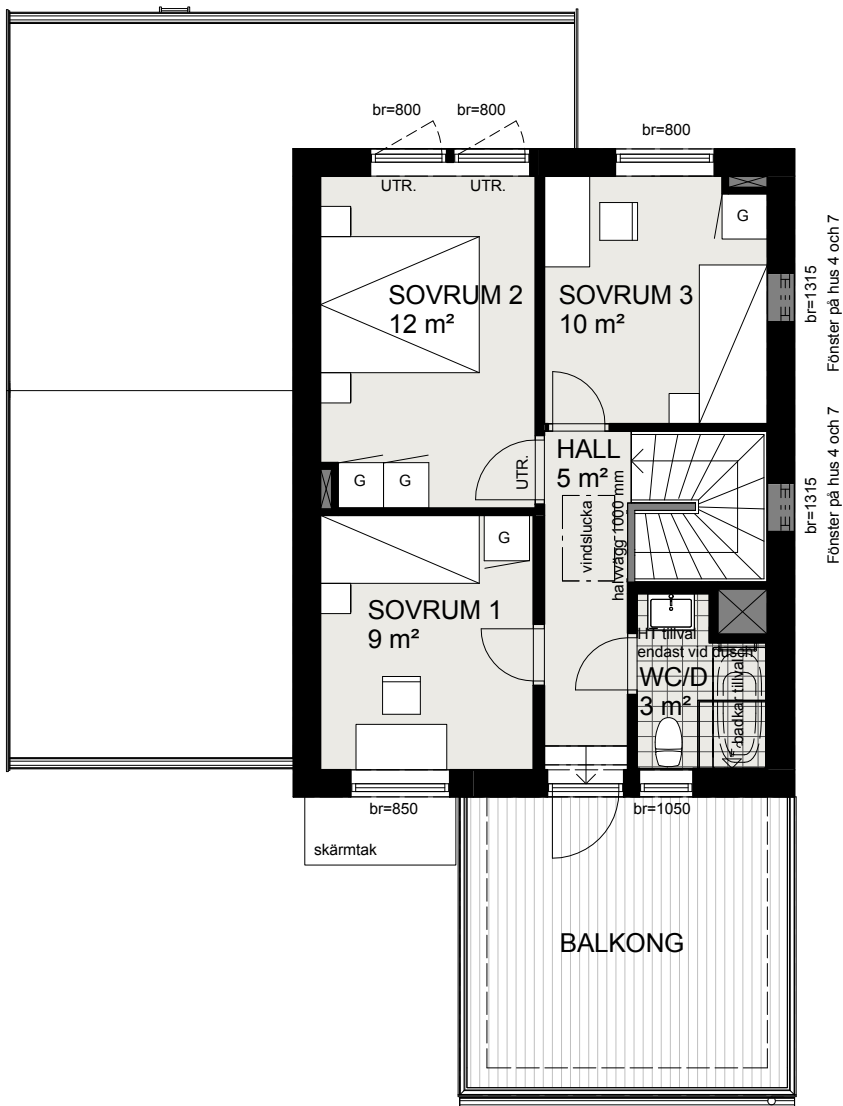 br=800
br=800
br=800
UTR.
UTR.
G
SOVRUM 2
12 m²
SOVRUM 3
10 m²
br=1315
Fönster på hus 4 och 7
HALL
5 m²
G
G
UTR.
vindslucka
halvvägg 1000 mm
br=1315
Fönster på hus 4 och 7
G
SOVRUM 1
9 m²
HT tillval
endast vid dusch
WC/D
3 m²
badkar tillval
br=850
br=1050
skärmtak
BALKONG